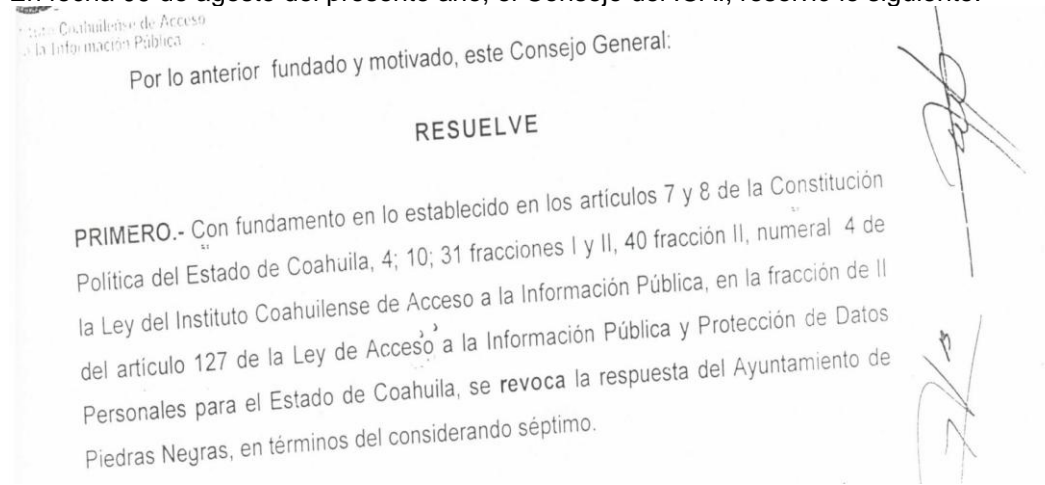 Coahuilense de Acceso
a la Información Pública
Por lo anterior fundado y motivado, este Consejo General:
RESUELVE
PRIMERO.- Con fundamento en lo establecido en los artículos 7 y 8 de la Constitución
Política del Estado de Coahuila, 4; 10; 31 fracciones I y II, 40 fracción II, numeral 4 de
la Ley del Instituto Coahuilense de Acceso a la Información Pública, en la fracción de II
del artículo 127 de la Ley de Acceso a la Información Pública y Protección de Datos
Personales para el Estado de Coahuila, se revoca la respuesta del Ayuntamiento de
Piedras Negras, en términos del considerando séptimo.